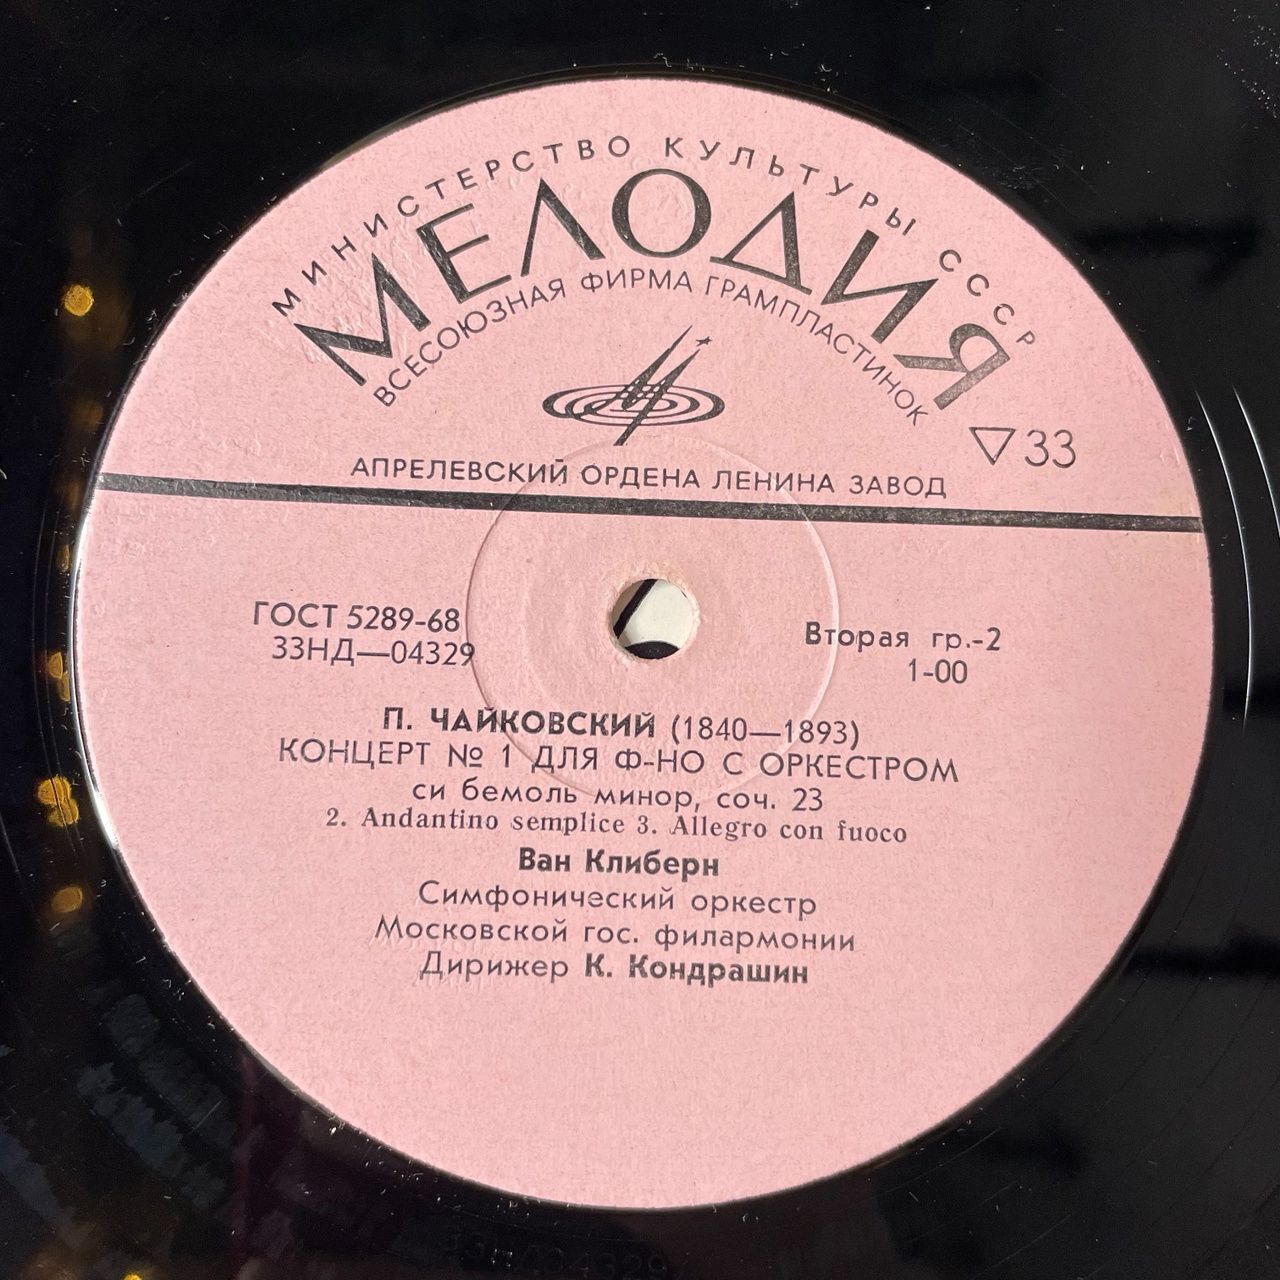 МИНИСТЕРСТВО КУЛЬТУРЫ СССР
МЕЛОДИЯ
ВСЕСОЮЗНАЯ ФИРМА ГРАМПЛАСТИНОК
▽33
АПРЕЛЕВСКИЙ ОРДЕНА ЛЕНИНА ЗАВОД
ГОСТ 5289-68
33НД—04329
Вторая гр.-2
1-00
П. ЧАЙКОВСКИЙ (1840—1893)
КОНЦЕРТ № 1 ДЛЯ Ф-НО С ОРКЕСТРОМ
си бемоль минор, соч. 23
2. Andantino semplice 3. Allegro con fuoco
Ван Клиберн
Симфонический оркестр
Московской гос. филармонии
Дирижер К. Кондрашин